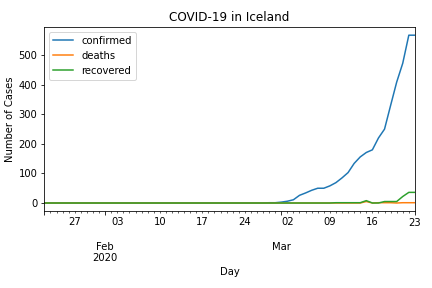 COVID-19 in Iceland
confirmed
deaths
recovered
Number of Cases
500
400
300
200
100
0
27 03 10 17 24 02 09 16 23
Feb Mar
2020
Day